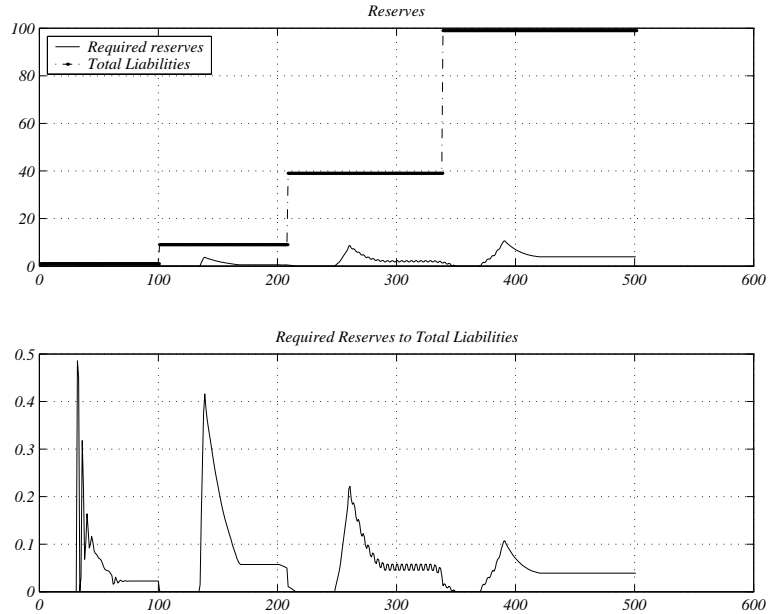 Reserves
100
80
60
40
20
0
Required reserves
Total Liabilities
0 100 200 300 400 500 600
Required Reserves to Total Liabilities
0.5
0.4
0.3
0.2
0.1
0
0 100 200 300 400 500 600